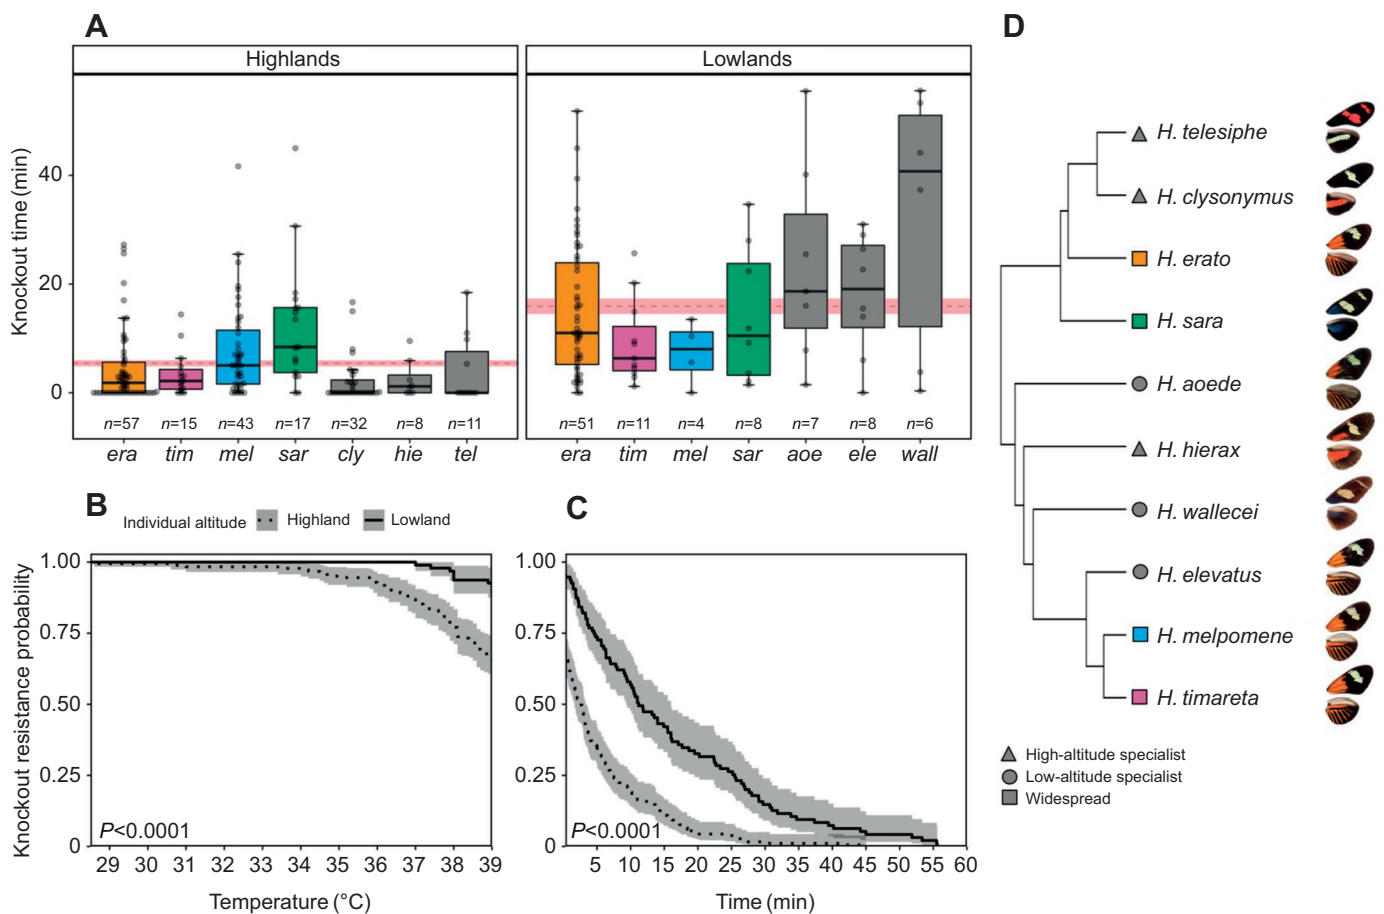 A
Highlands
Lowlands
Knockout time (min)
40
20
0
n=57 n=15 n=43 n=17 n=32 n=8 n=11
n=51 n=11 n=4 n=8 n=7 n=8 n=6
era tim mel sar cly hie tel
era tim mel sar aoe ele wall
B
Individual altitude Highland Lowland
Knockout resistance probability
1.00
0.75
0.50
0.25
0
P<0.0001
29 30 31 32 33 34 35 36 37 38 39
Temperature (°C)
C
1.00
0.75
0.50
0.25
0
P<0.0001
5 10 15 20 25 30 35 40 45 50 55 60
Time (min)
D
H. telesiphe
H. clysonymus
H. erato
H. sara
H. aoede
H. hierax
H. wallecei
H. elevatus
H. melpomene
H. timareta
High-altitude specialist
Low-altitude specialist
Widespread